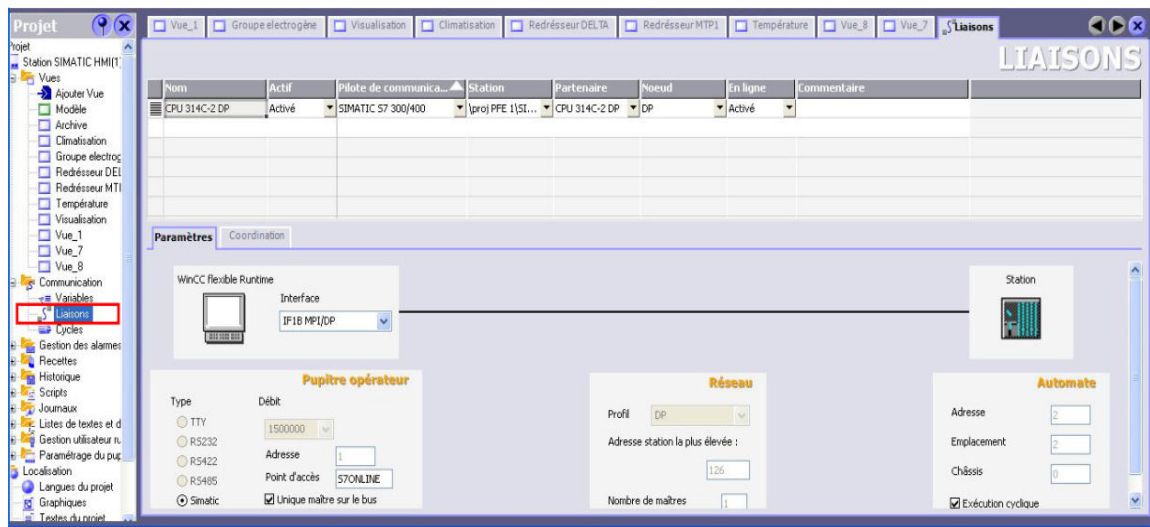 Projet
Vue_1 Groupe electrogène Visualisation Climatisation Redrésseur DELTA Redrésseur MTP1 Température Vue_8 Vue_7 Liaisons
LIAISONS
Projet
Station SIMATIC HMI(1)
Vues
Ajouter Vue
Modèle
Archive
Climatisation
Groupe electrog
Redrésseur DEL
Redrésseur MTI
Température
Visualisation
Vue_1
Vue_7
Vue_8
Communication
Variables
Liaisons
Cycles
Gestion des alarmes
Recettes
Historique
Scripts
Journaux
Listes de textes et d
Gestion utilisateur ru
Paramétrage du pup
Localisation
Langues du projet
Graphiques
Textes du projet
Nom Actif Pilote de communica... Station Partenaire Noeud En ligne Commentaire
CPU 314C-2 DP Activé SIMATIC S7 300/400 \proj PFE 1\SI... CPU 314C-2 DP DP Activé
Paramètres Coordination
WinCC flexible Runtime
Interface
IF1B MPI/DP
Station
Pupitre opérateur
Type
TTY
RS232
RS422
RS485
Simatic
Débit
1500000
Adresse 1
Point d'accès S7ONLINE
Unique maître sur le bus
Réseau
Profil DP
Adresse station la plus élevée :
126
Nombre de maîtres 1
Automate
Adresse 2
Emplacement 2
Châssis 0
Exécution cyclique